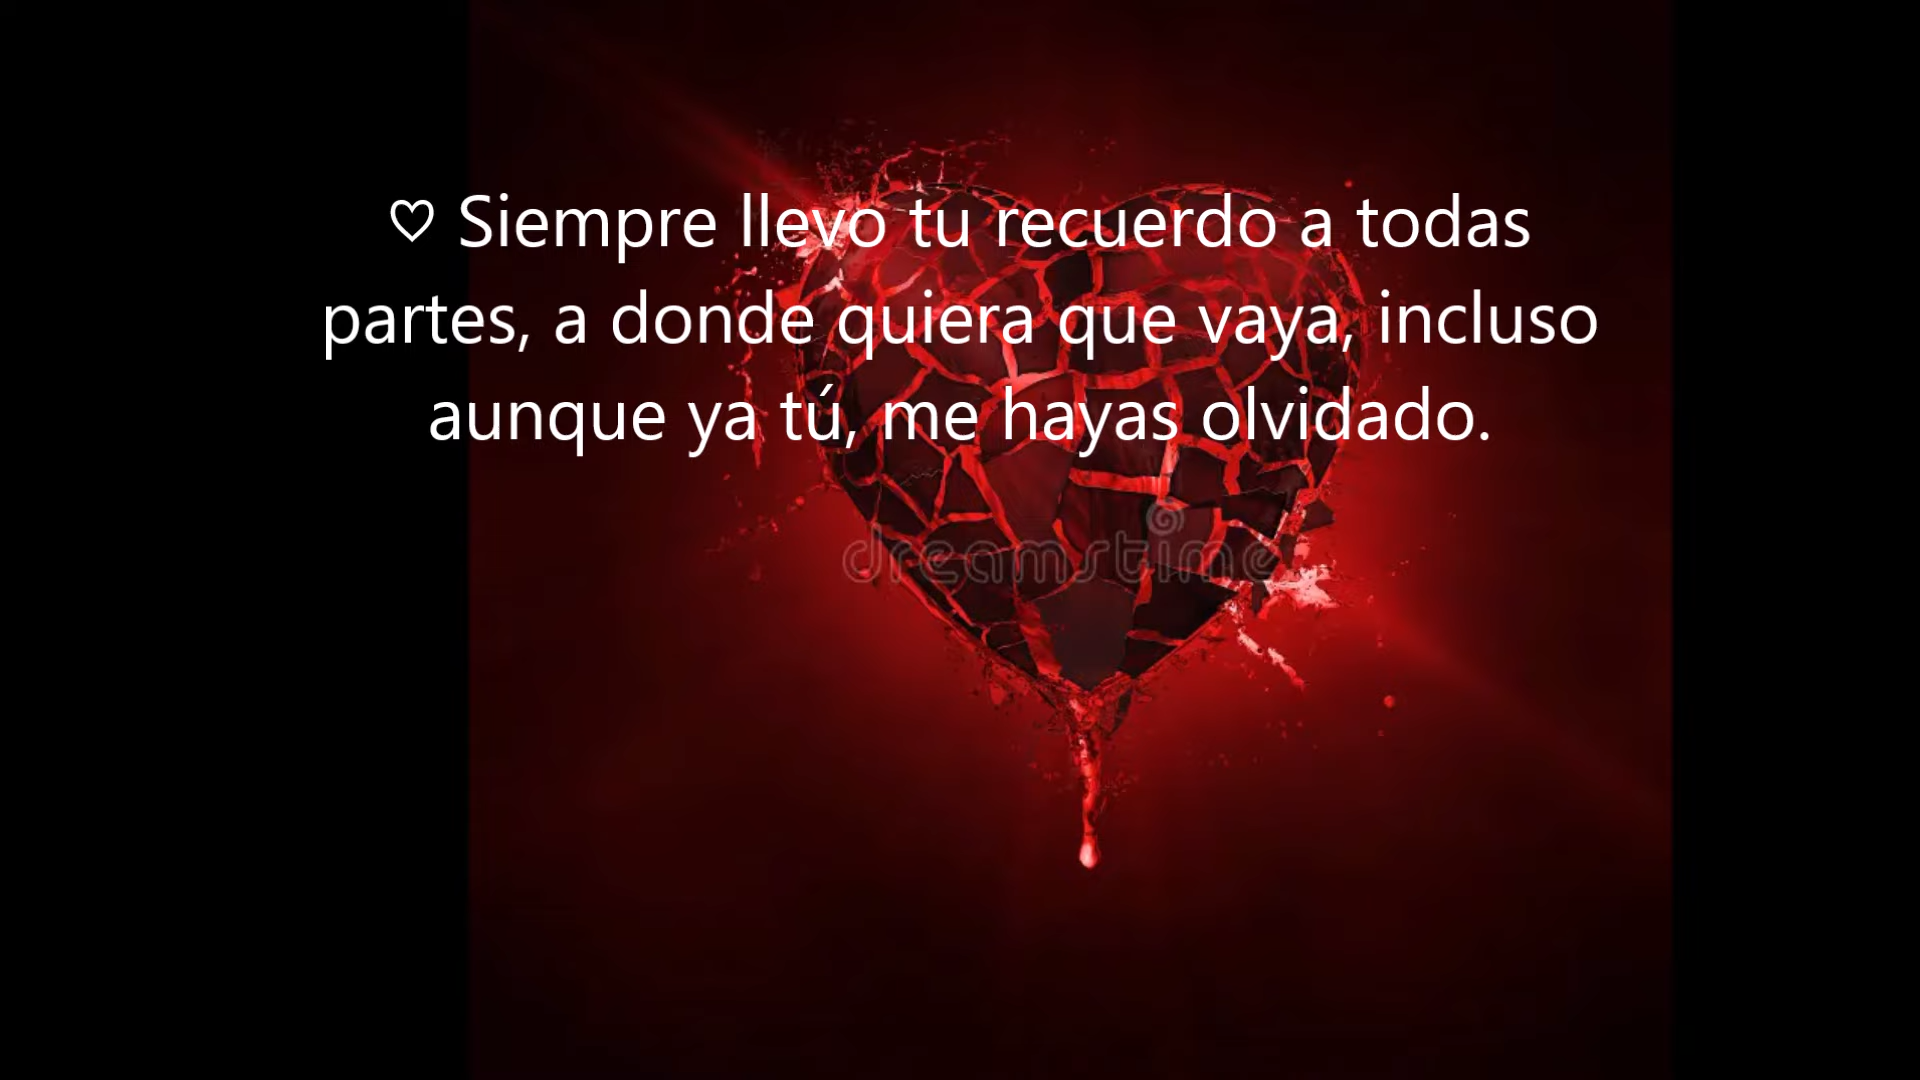 ♡ Siempre llevo tu recuerdo a todas
partes, a donde quiera que vaya, incluso
aunque ya tú, me hayas olvidado.
dreamstime